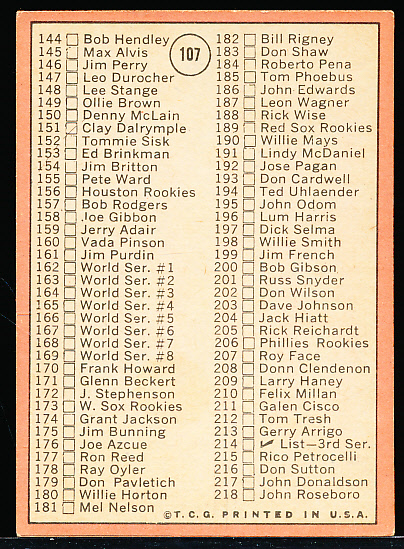 144 Bob Hendley
145 Max Alvis
146 Jim Perry
147 Leo Durocher
148 Lee Stange
149 Ollie Brown
150 Denny McLain
151 Clay Dalrymple
152 Tommie Sisk
153 Ed Brinkman
154 Jim Britton
155 Pete Ward
156 Houston Rookies
157 Bob Rodgers
158 Joe Gibbon
159 Jerry Adair
160 Vada Pinson
161 Jim Purdin
162 World Ser. #1
163 World Ser. #2
164 World Ser. #3
165 World Ser. #4
166 World Ser. #5
167 World Ser. #6
168 World Ser. #7
169 World Ser. #8
170 Frank Howard
171 Glenn Beckert
172 J. Stephenson
173 W. Sox Rookies
174 Grant Jackson
175 Jim Bunning
176 Joe Azcue
177 Ron Reed
178 Ray Oyler
179 Don Pavletich
180 Willie Horton
181 Mel Nelson
107
182 Bill Rigney
183 Don Shaw
184 Roberto Pena
185 Tom Phoebus
186 John Edwards
187 Leon Wagner
188 Rick Wise
189 Red Sox Rookies
190 Willie Mays
191 Lindy McDaniel
192 Jose Pagan
193 Don Cardwell
194 Ted Uhlaender
195 John Odom
196 Lum Harris
197 Dick Selma
198 Willie Smith
199 Jim French
200 Bob Gibson
201 Russ Snyder
202 Don Wilson
203 Dave Johnson
204 Jack Hiatt
205 Rick Reichardt
206 Phillies Rookies
207 Roy Face
208 Donn Clendenon
209 Larry Haney
210 Felix Millan
211 Galen Cisco
212 Tom Tresh
213 Gerry Arrigo
214 List—3rd Ser.
215 Rico Petrocelli
216 Don Sutton
217 John Donaldson
218 John Roseboro
©T.C.G. PRINTED IN U.S.A.